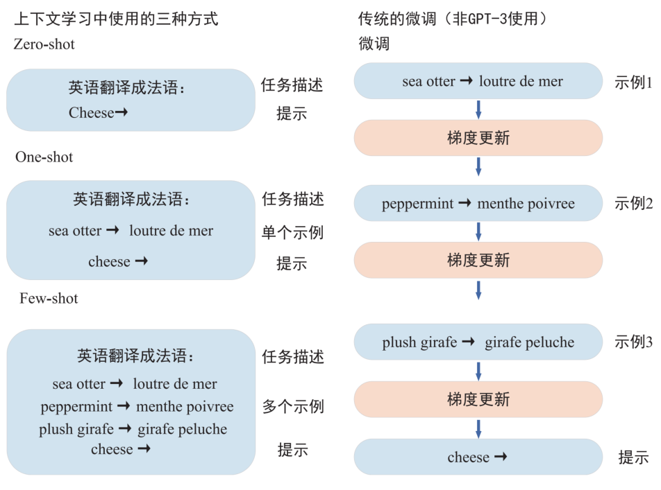 上下文学习中使用的三种方式
Zero-shot
英语翻译成法语：
任务描述
Cheese→
提示
One-shot
英语翻译成法语：
任务描述
sea otter → loutre de mer
单个示例
cheese →
提示
Few-shot
英语翻译成法语：
任务描述
sea otter → loutre de mer
peppermint → menthe poivree
多个示例
plush girafe → girafe peluche
cheese →
提示
传统的微调（非GPT-3使用）
微调
sea otter → loutre de mer
示例1
梯度更新
peppermint → menthe poivree
示例2
梯度更新
plush girafe → girafe peluche
示例3
梯度更新
cheese →
提示